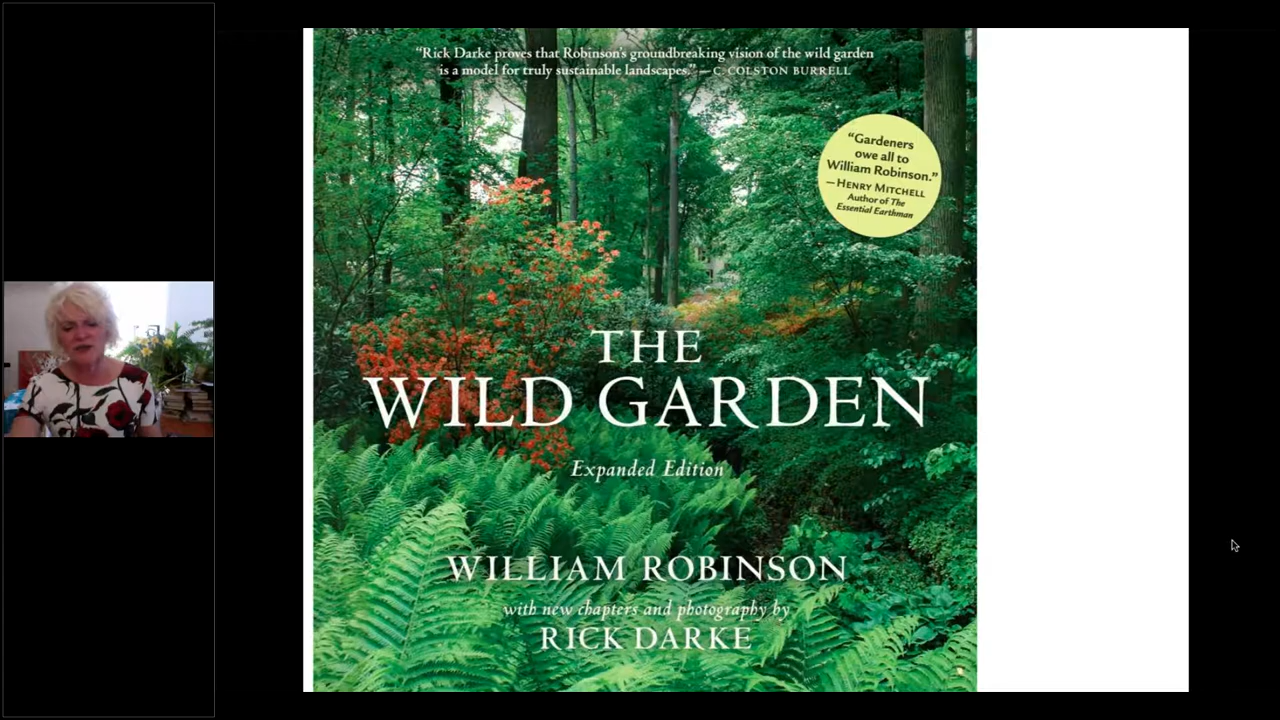 “Rick Darke proves that Robinson’s groundbreaking vision of the wild garden
is a model for truly sustainable landscapes.” — C. COLSTON BURRELL
“Gardeners
owe all to
William Robinson.”
— HENRY MITCHELL
Author of The
Essential Earthman
THE
WILD GARDEN
Expanded Edition
WILLIAM ROBINSON
with new chapters and photography by
RICK DARKE